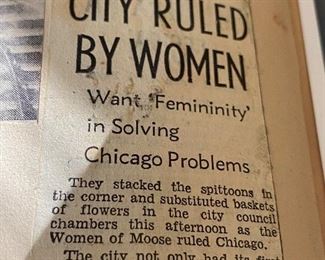 CITY RULED
BY WOMEN
Want 'Femininity'
in Solving
Chicago Problems
They stacked the spittoons in
the corner and substituted baskets
of flowers in the city council
chambers this afternoon as the
Women of Moose ruled Chicago.
The city not only had its first